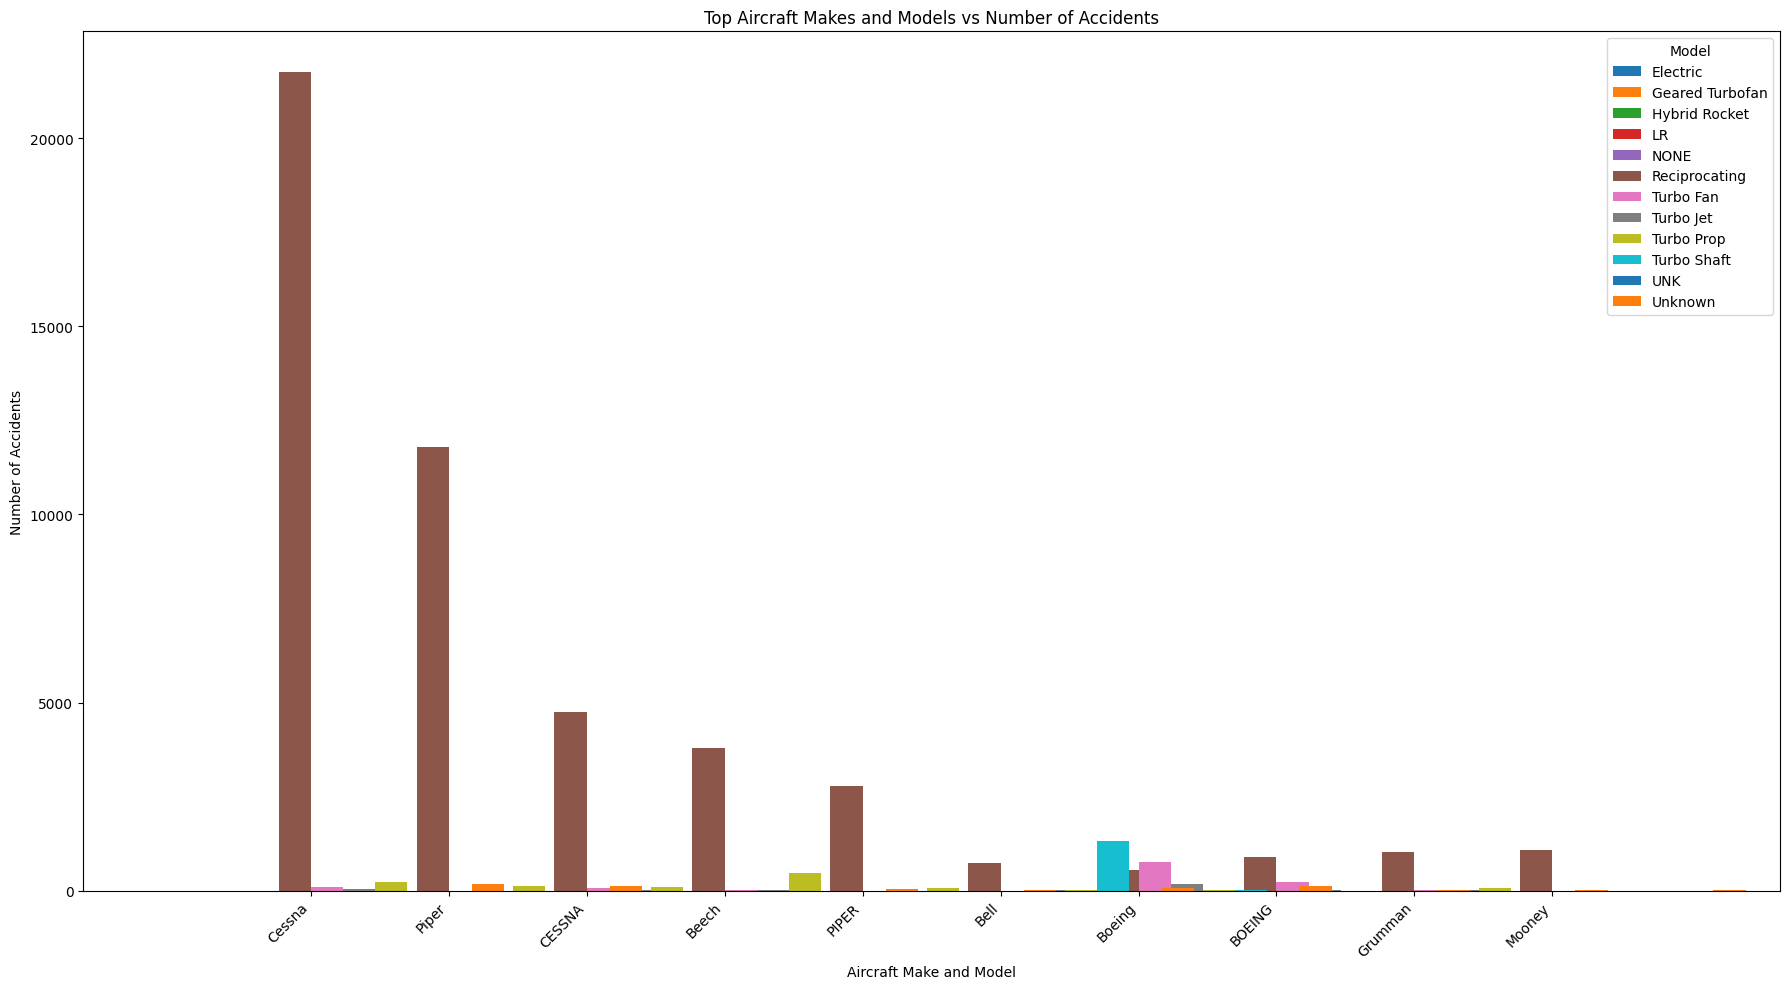 Top Aircraft Makes and Models vs Number of Accidents
Model
Electric
Geared Turbofan
Hybrid Rocket
LR
NONE
Reciprocating
Turbo Fan
Turbo Jet
Turbo Prop
Turbo Shaft
UNK
Unknown
Number of Accidents
20000
15000
10000
5000
0
Cessna
Piper
CESSNA
Beech
PIPER
Bell
Boeing
BOEING
Grumman
Mooney
Aircraft Make and Model